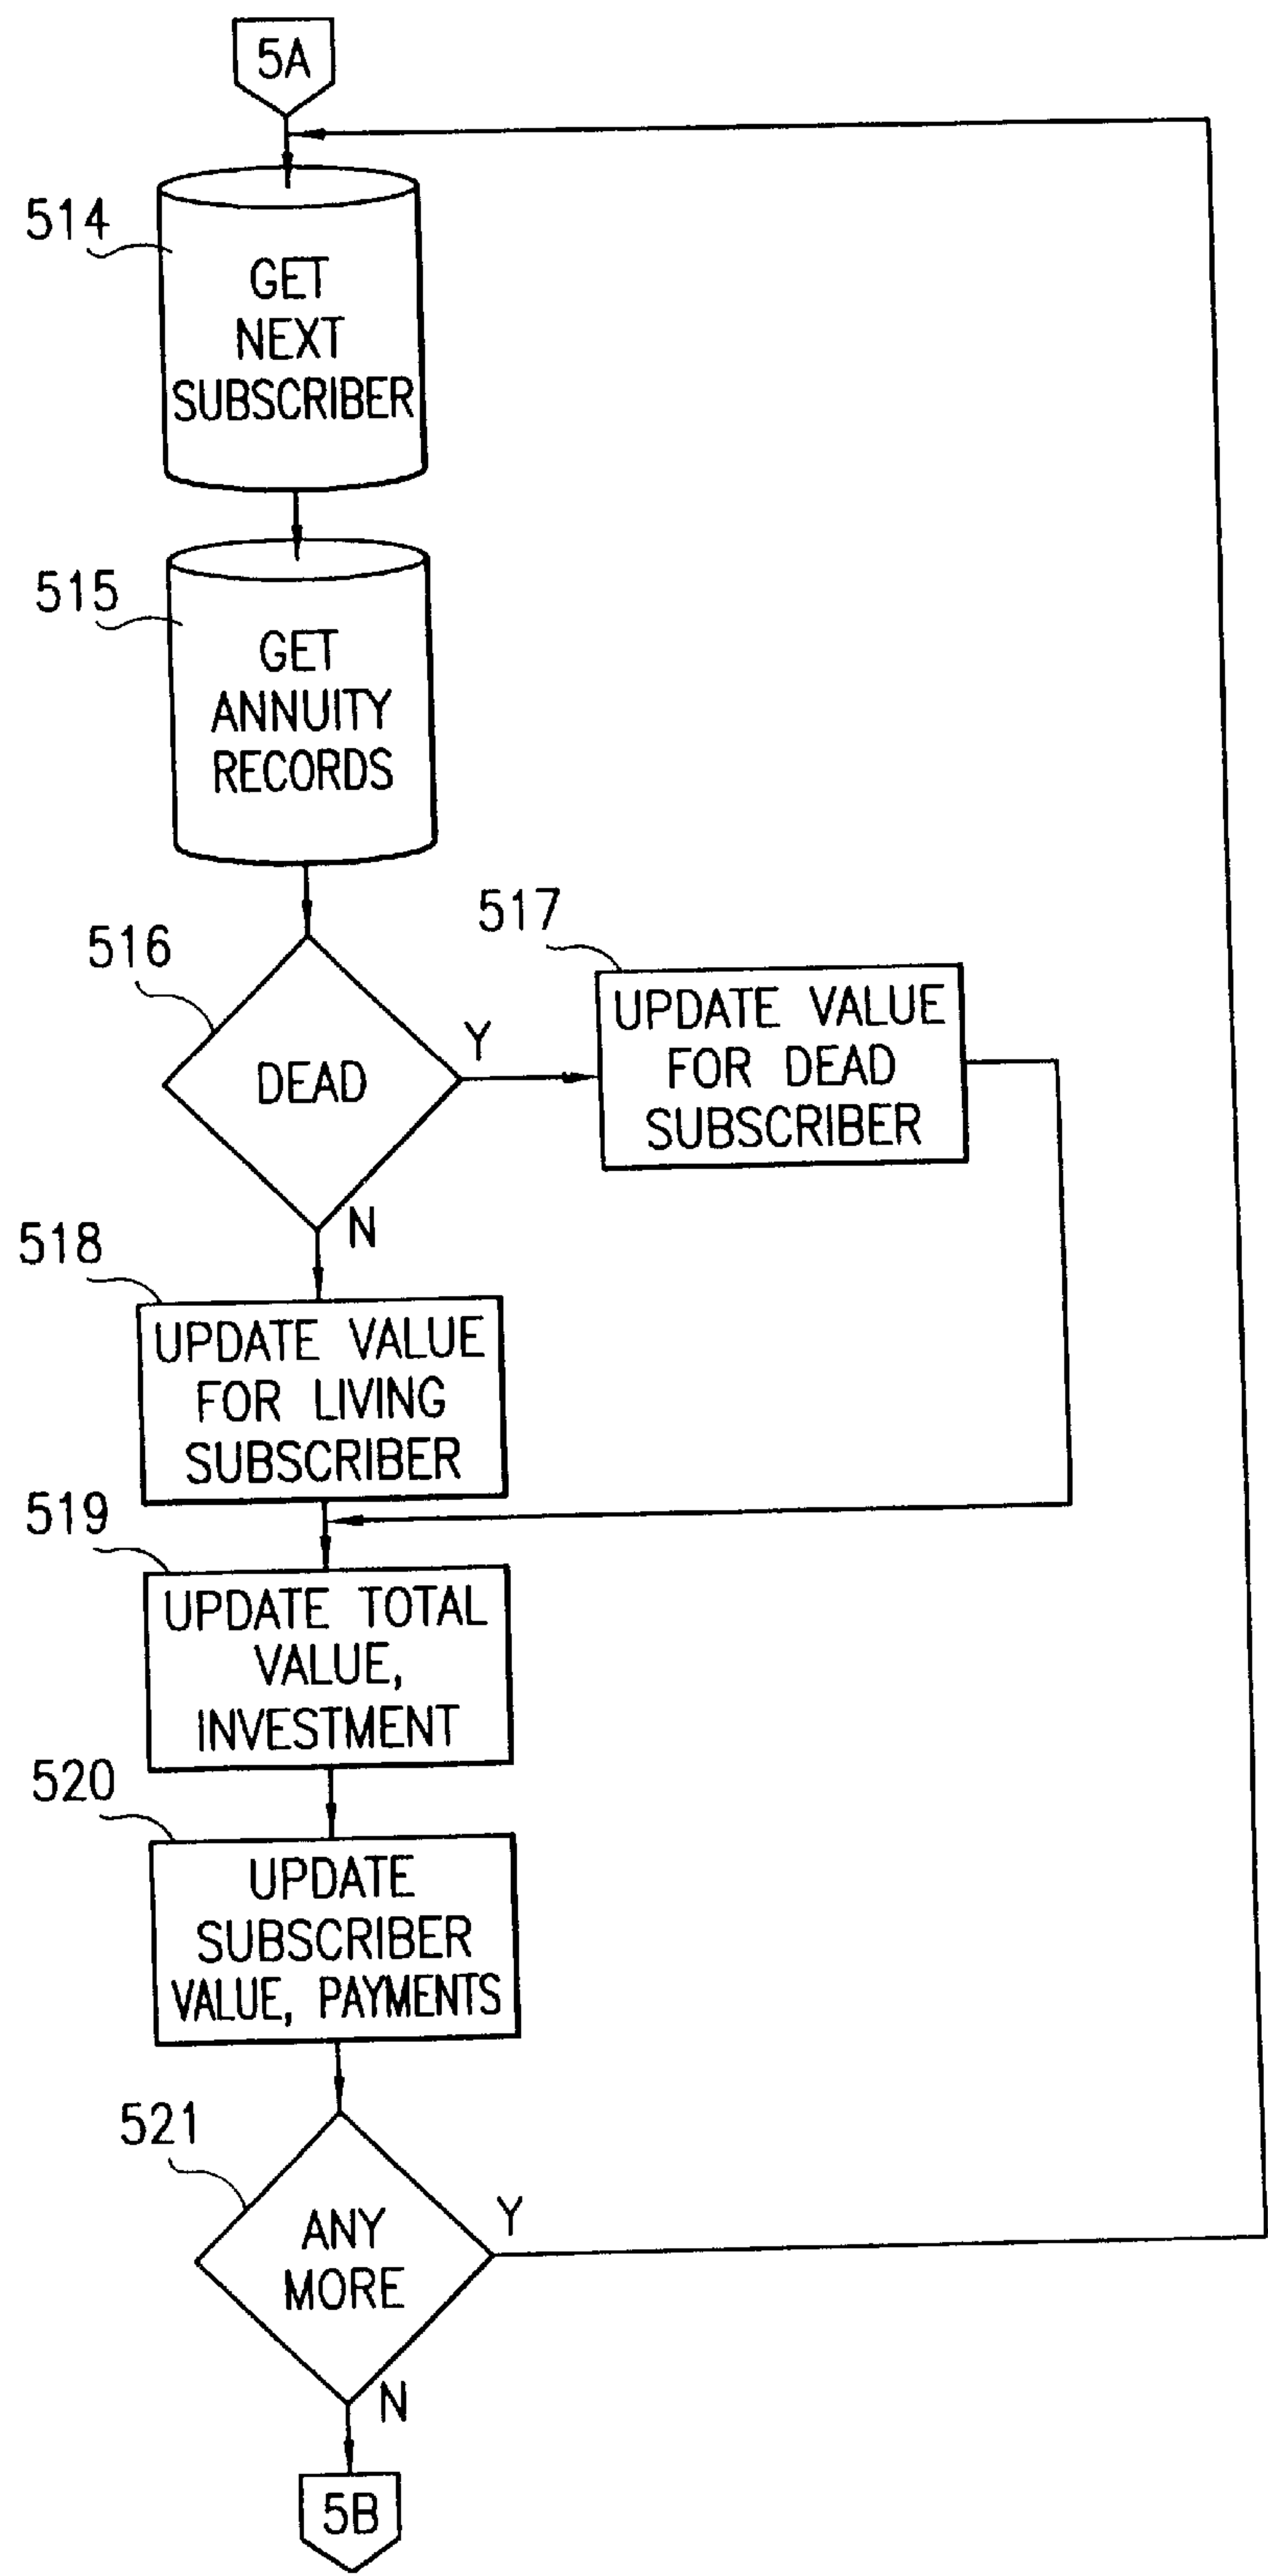 5A
514
GET
NEXT
SUBSCRIBER
515
GET
ANNUITY
RECORDS
516
DEAD
Y
N
517
UPDATE VALUE
FOR DEAD
SUBSCRIBER
518
UPDATE VALUE
FOR LIVING
SUBSCRIBER
519
UPDATE TOTAL
VALUE,
INVESTMENT
520
UPDATE
SUBSCRIBER
VALUE, PAYMENTS
521
ANY
MORE
Y
N
5B